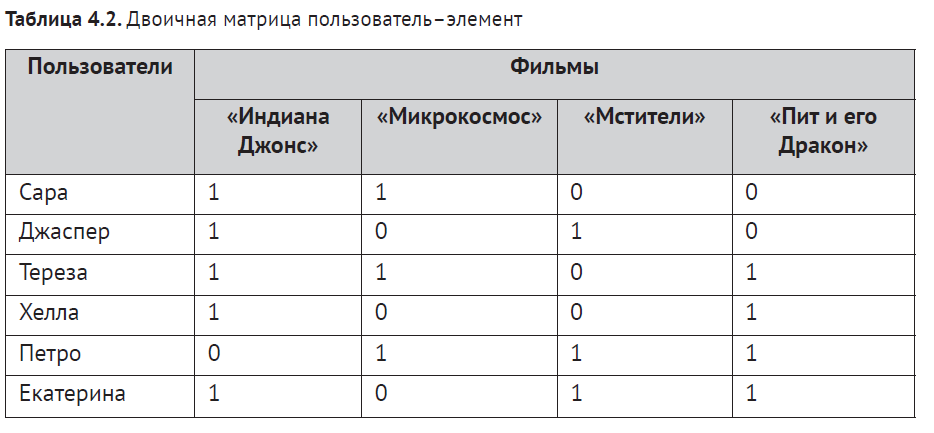 Таблица 4.2. Двоичная матрица пользователь–элемент
Пользователи Фильмы
«Индиана Джонс» «Микрокосмос» «Мстители» «Пит и его Дракон»
Сара 1 1 0 0
Джаспер 1 0 1 0
Тереза 1 1 0 1
Хелла 1 0 0 1
Петро 0 1 1 1
Екатерина 1 0 1 1